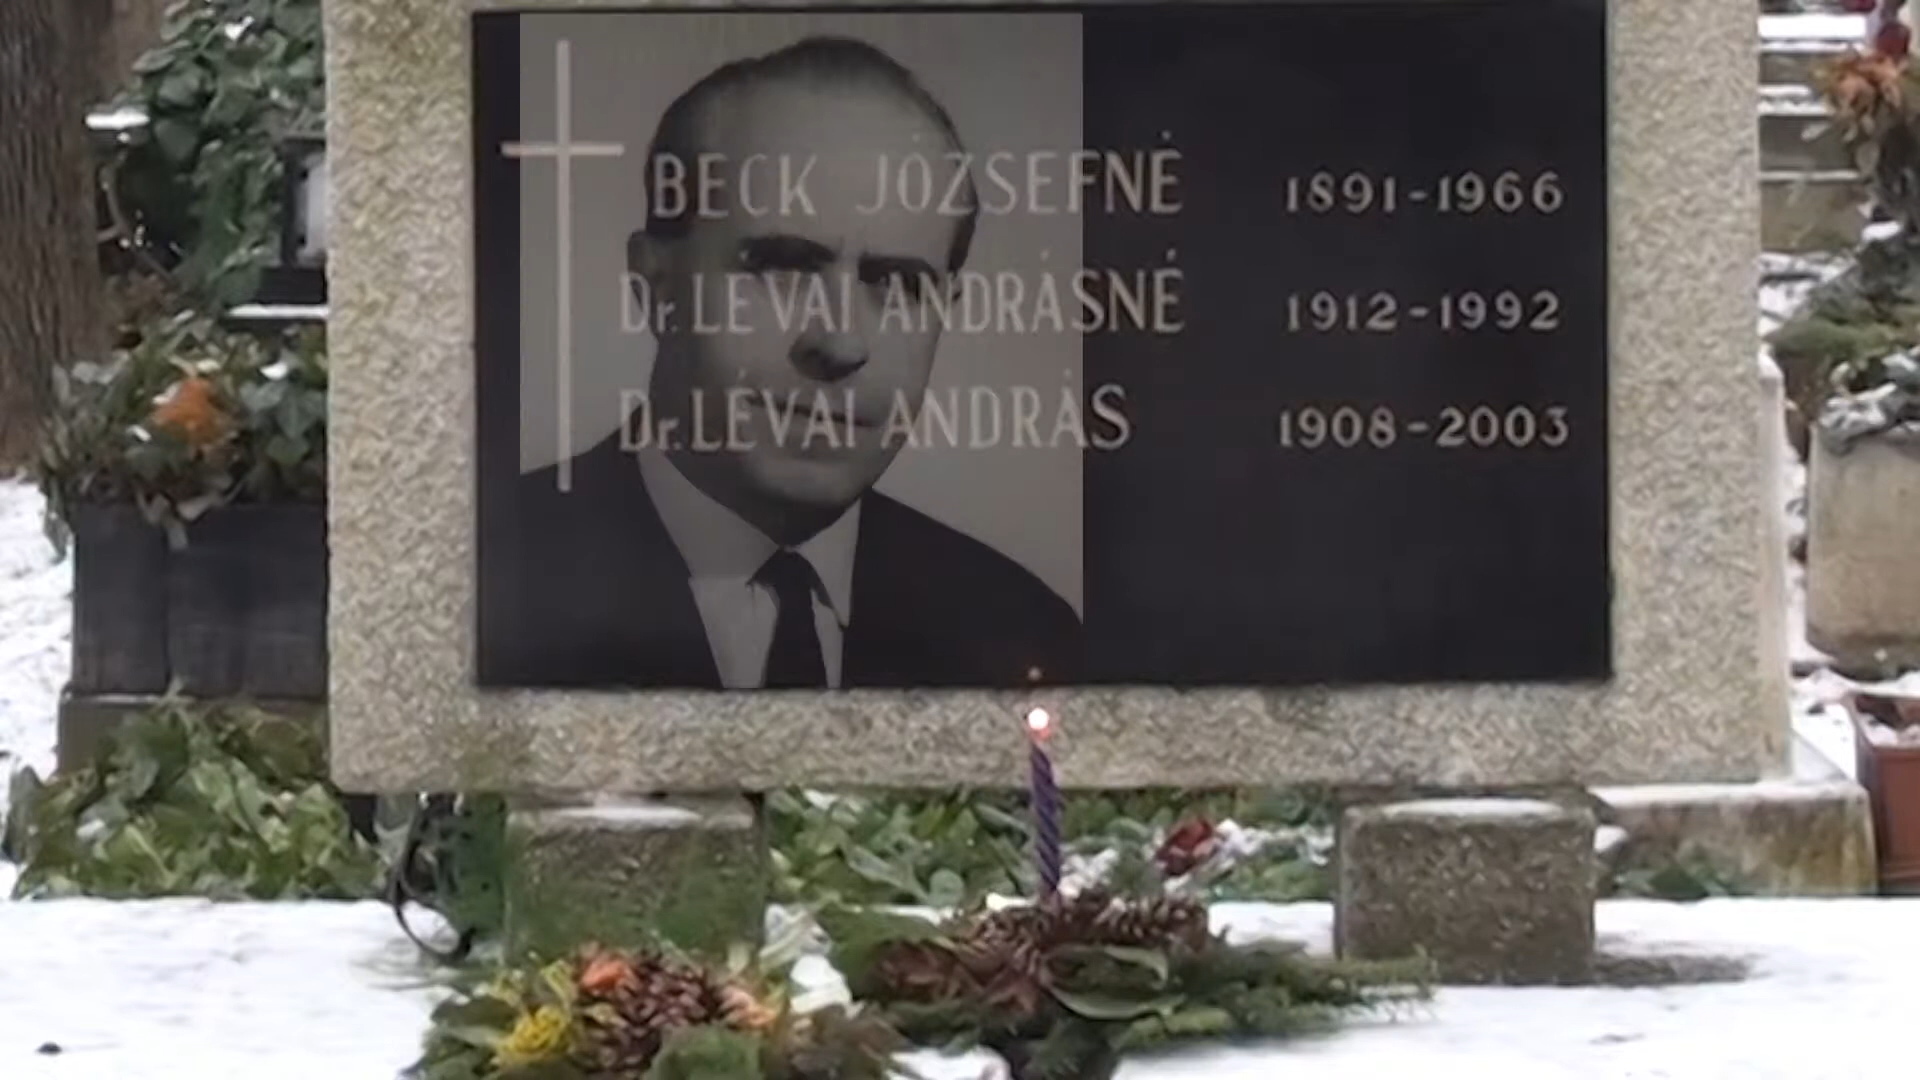 BECK JÓZSEFNÉ 1891-1966
Dr. LÉVAI ANDRÁSNÉ 1912-1992
Dr. LÉVAI ANDRÁS 1908-2003